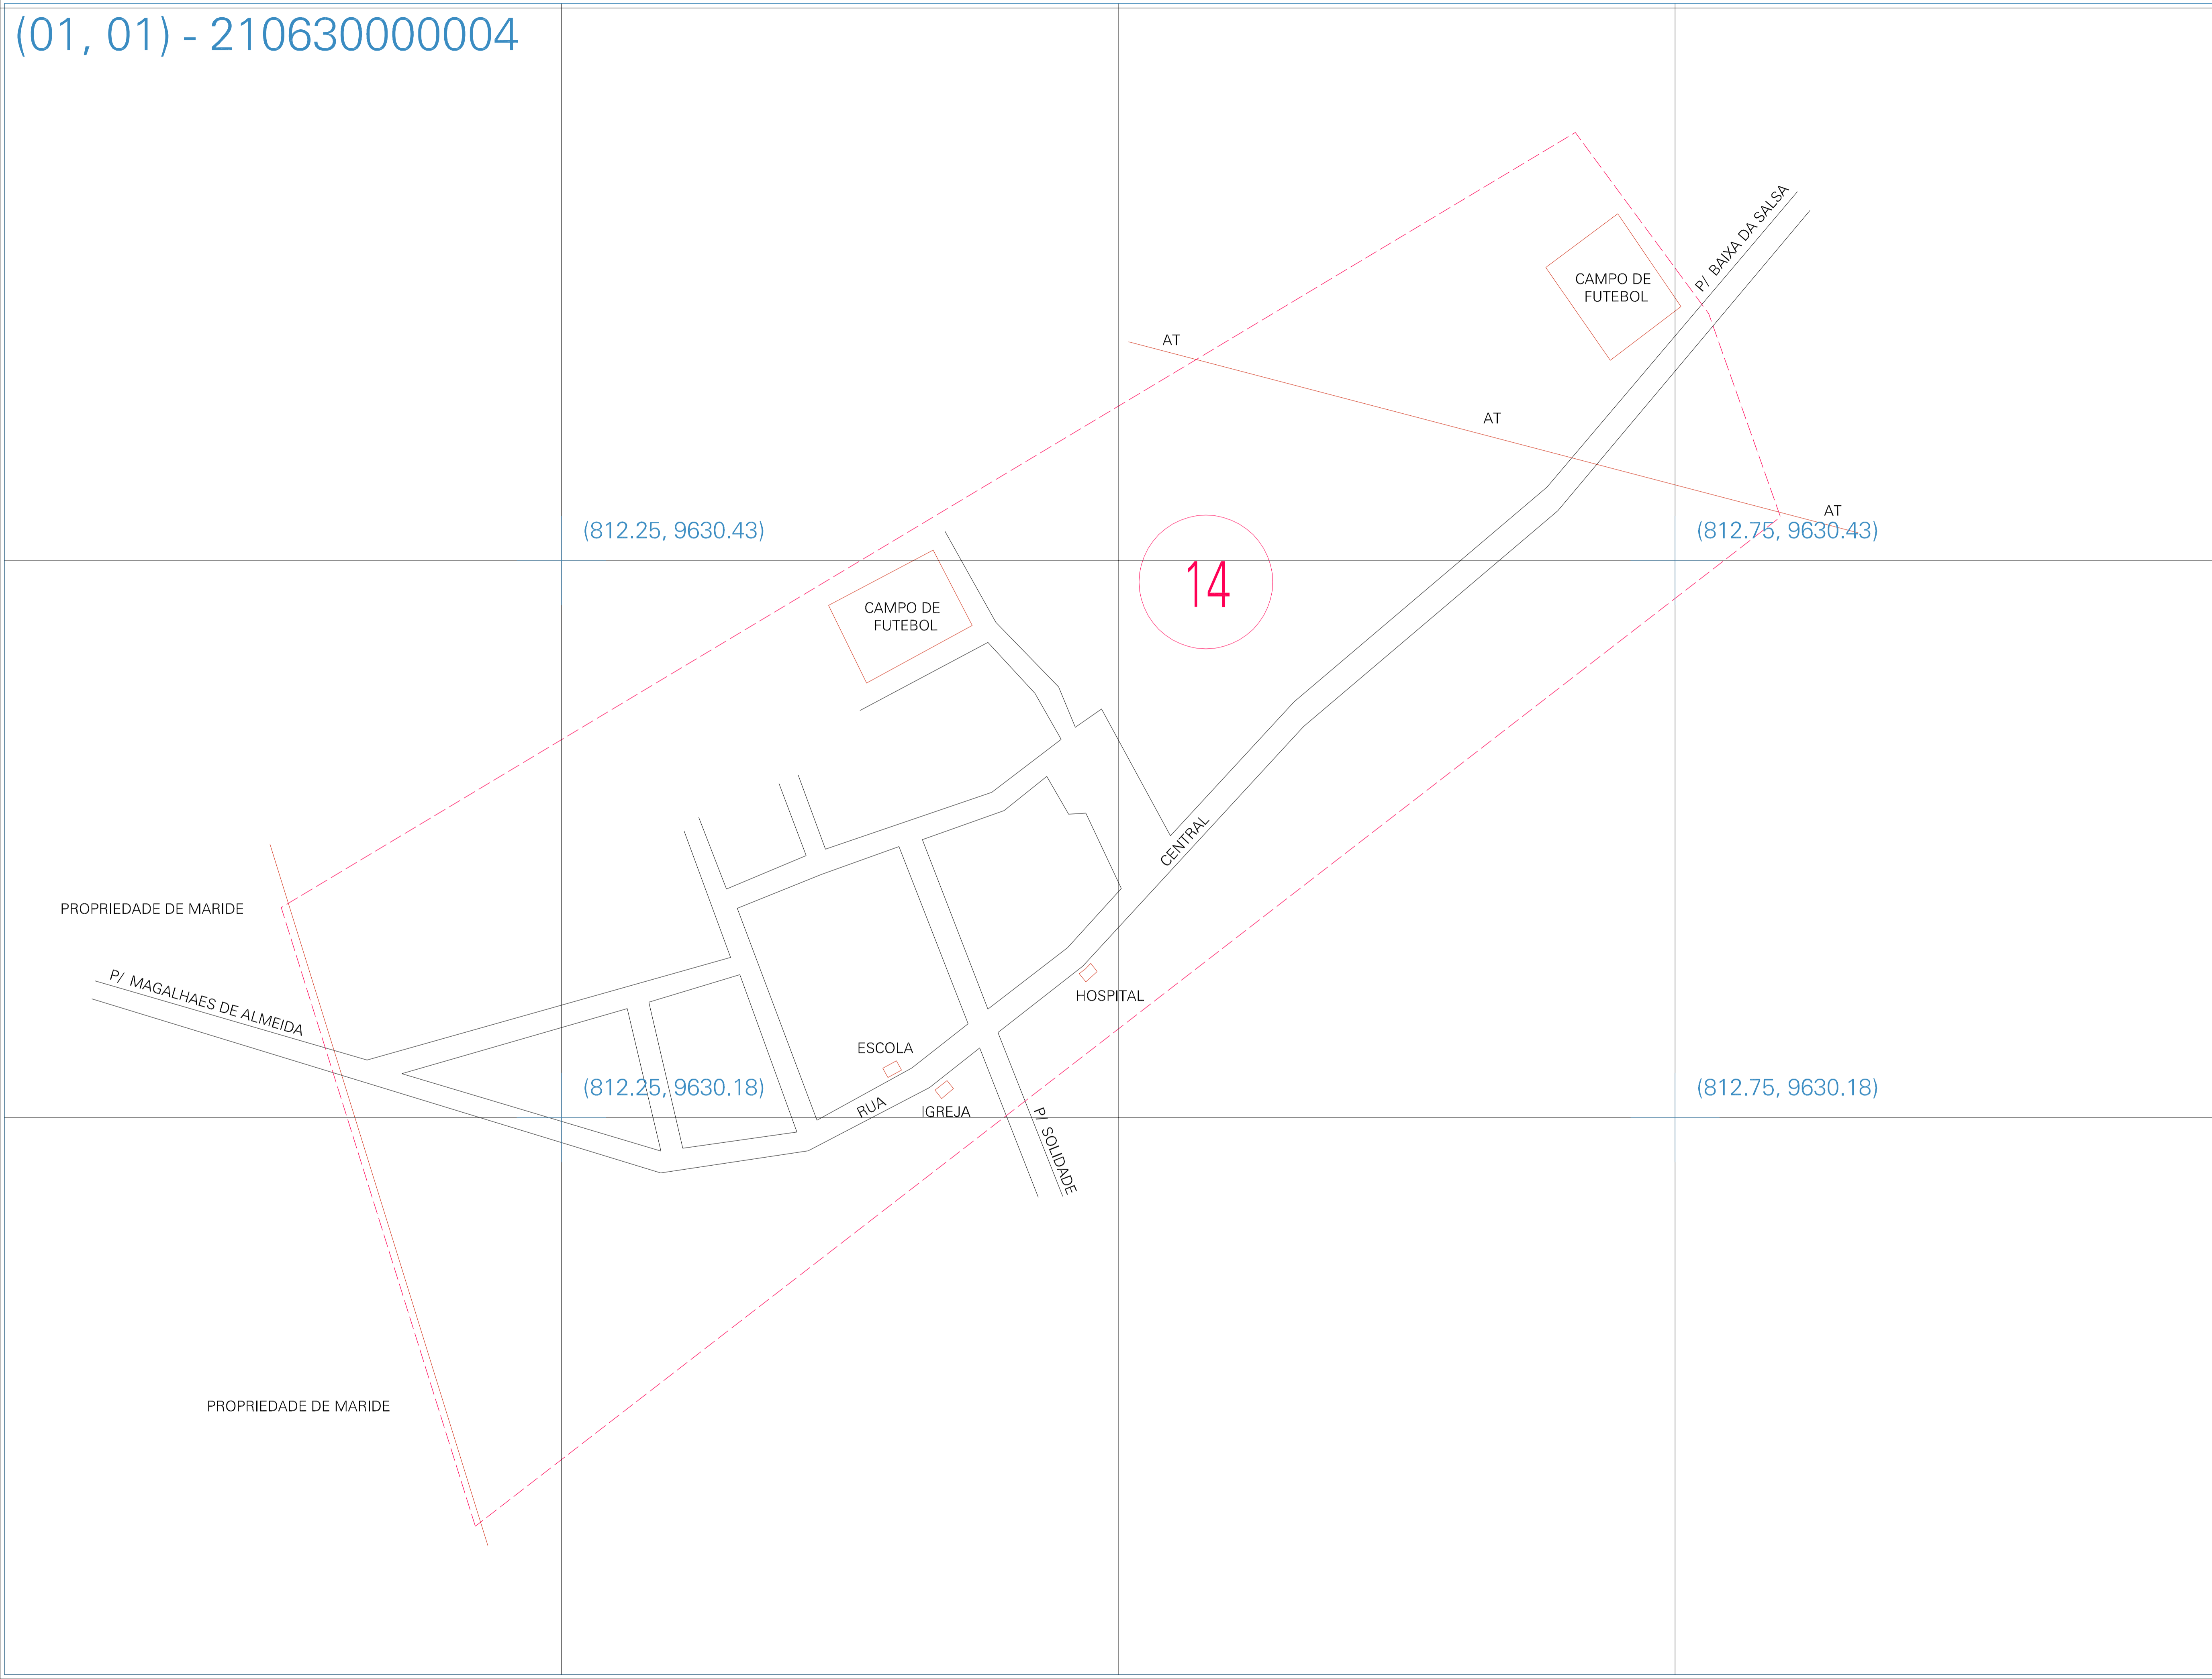 (01, 01) - 210630000004
P/ BAIXA DA SALSA
CAMPO DE
FUTEBOL
AT
AT
AT
(812.25, 9630.43)
(812.75, 9630.43)
14
CAMPO DE
FUTEBOL
CENTRAL
PROPRIEDADE DE MARIDE
P/ MAGALHAES DE ALMEIDA
HOSPITAL
ESCOLA
(812.25, 9630.18)
(812.75, 9630.18)
RUA
IGREJA
P/ SOLIDADE
PROPRIEDADE DE MARIDE